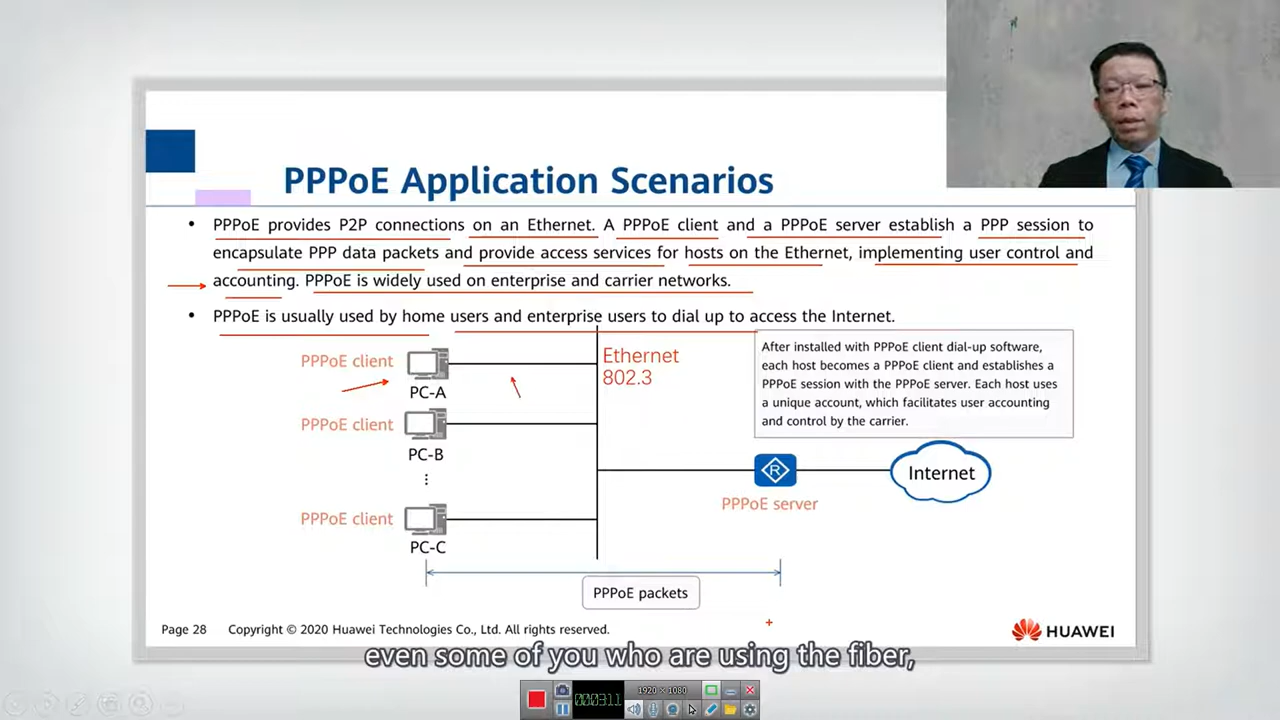 PPPoE Application Scenarios
• PPPoE provides P2P connections on an Ethernet. A PPPoE client and a PPPoE server establish a PPP session to
encapsulate PPP data packets and provide access services for hosts on the Ethernet, implementing user control and
accounting. PPPoE is widely used on enterprise and carrier networks.
• PPPoE is usually used by home users and enterprise users to dial up to access the Internet.
PPPoE client
PC-A
Ethernet
802.3
After installed with PPPoE client dial-up software,
each host becomes a PPPoE client and establishes a
PPPoE session with the PPPoE server. Each host uses
a unique account, which facilitates user accounting
and control by the carrier.
PPPoE client
PC-B
R
Internet
PPPoE server
PPPoE client
PC-C
PPPoE packets
Page 28 Copyright © 2020 Huawei Technologies Co., Ltd. All rights reserved.
HUAWEI
even some of you who are using the fiber,
000311
1920 × 1080